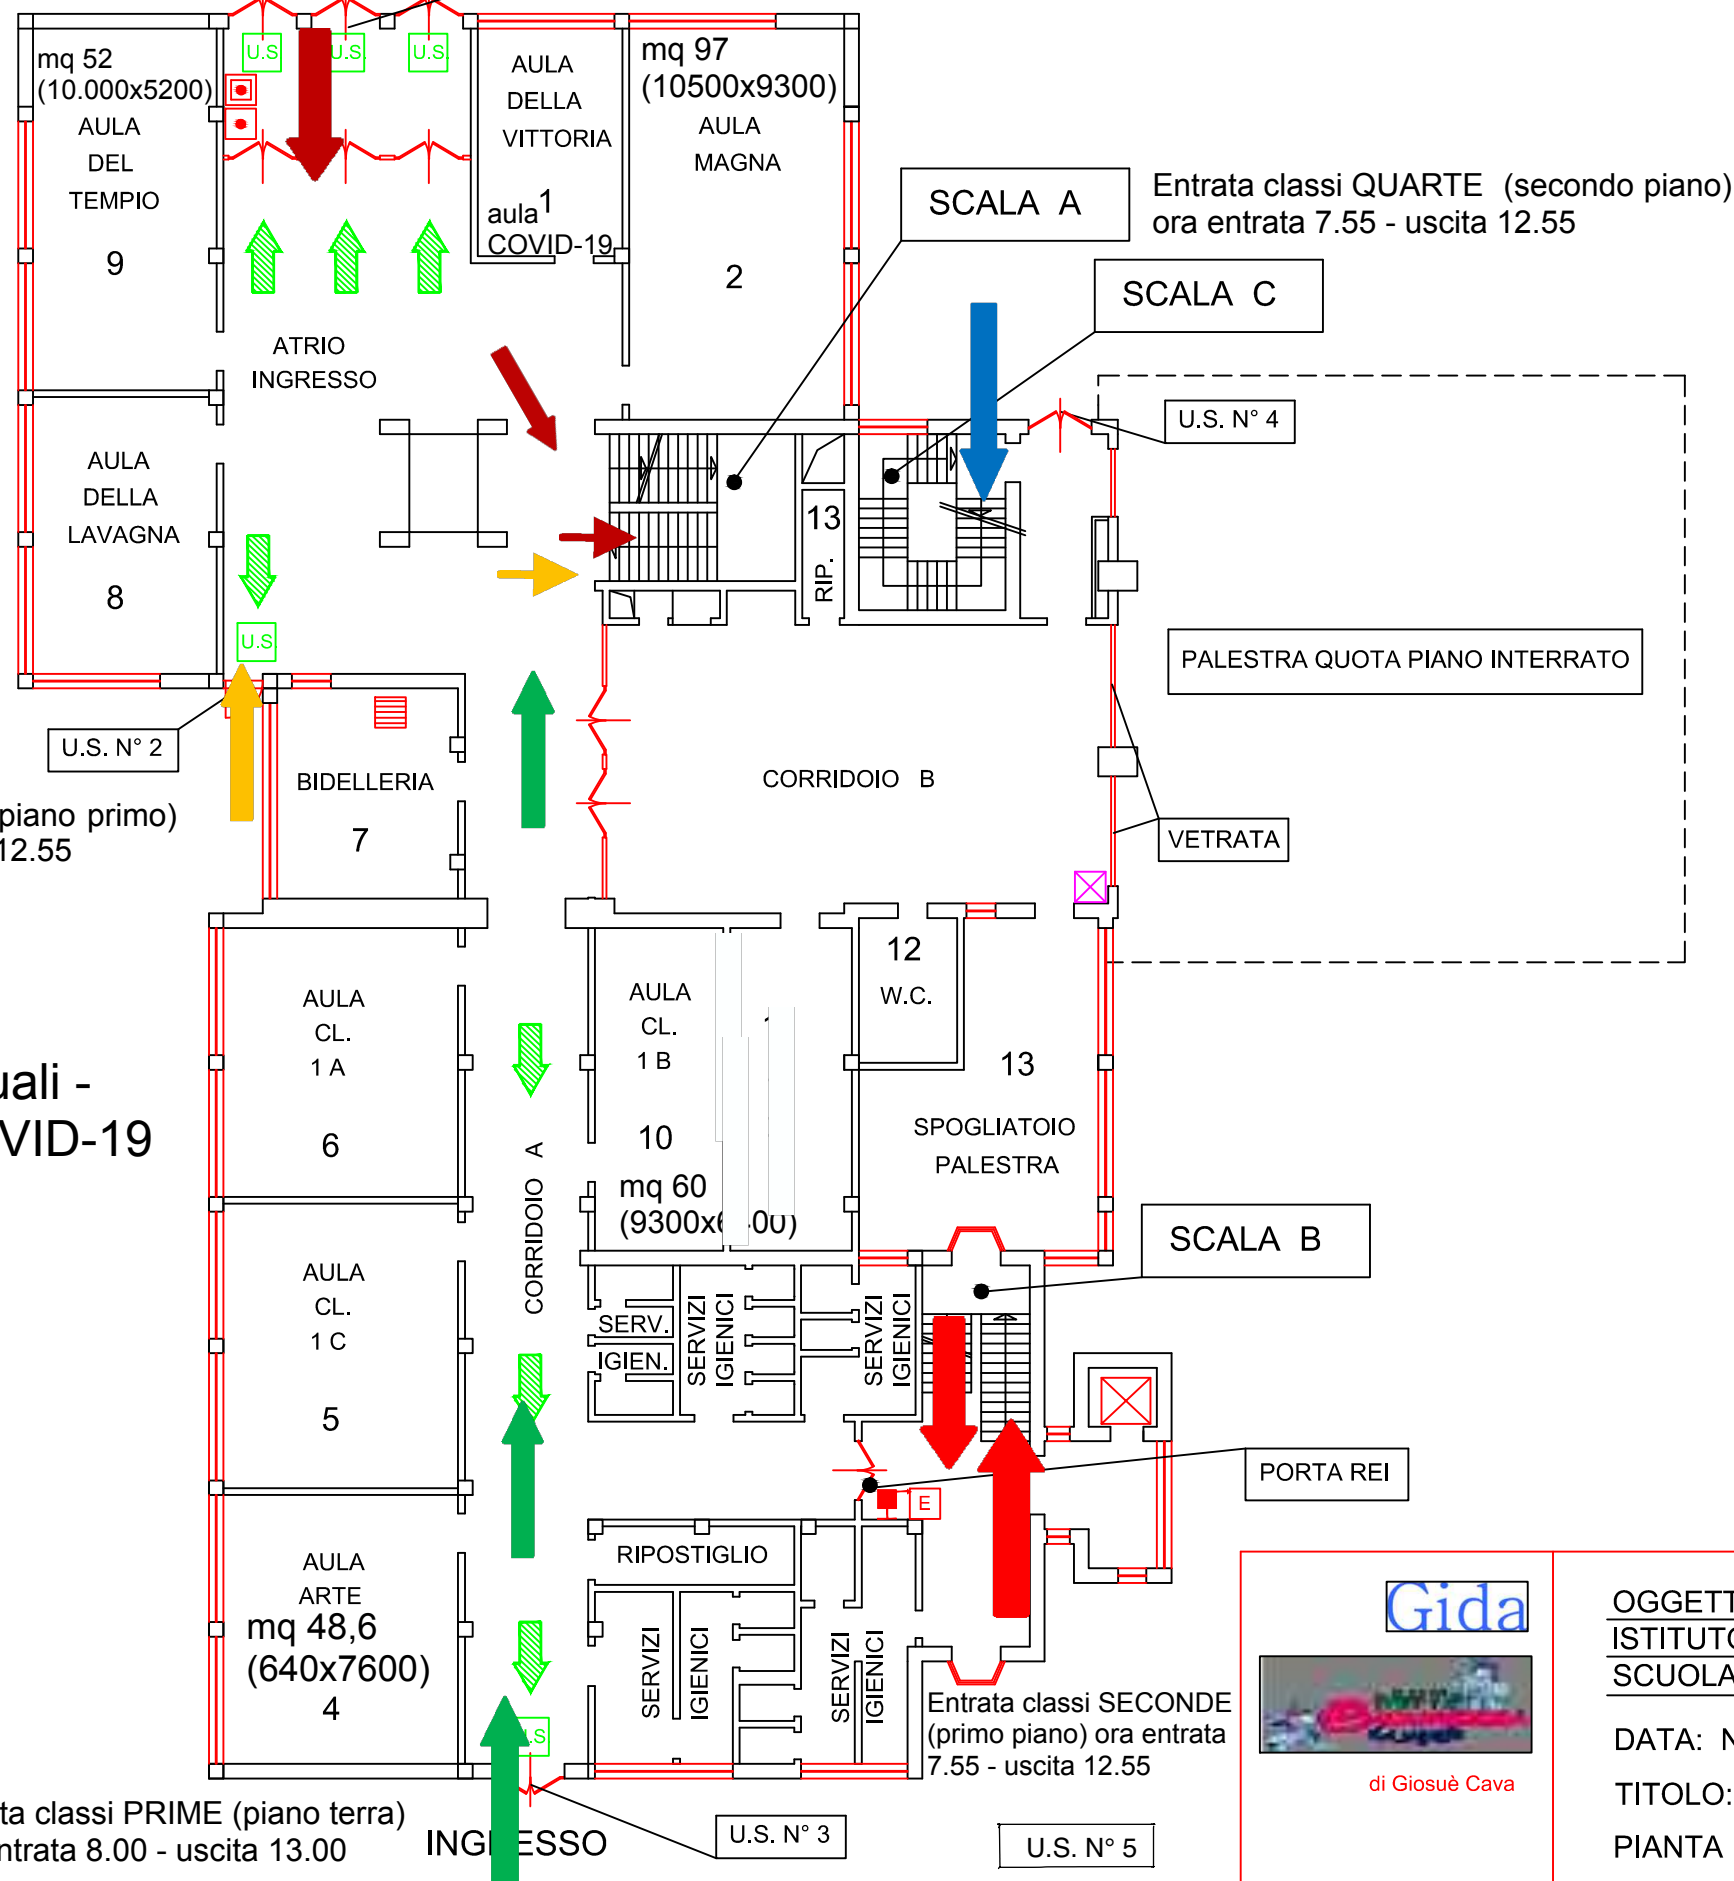 U.S
U.S.
U.S.
mq 52
(10.000x5200)
AULA
DEL
TEMPIO
9
AULA
DELLA
VITTORIA
1
aula
COVID-19
mq 97
(10500x9300)
AULA
MAGNA
2
SCALA A
Entrata classi QUARTE (secondo piano)
ora entrata 7.55 - uscita 12.55
SCALA C
U.S. N° 4
ATRIO
INGRESSO
AULA
DELLA
LAVAGNA
8
13
RIP.
U.S.
U.S. N° 2
PALESTRA QUOTA PIANO INTERRATO
BIDELLERIA
7
CORRIDOIO B
VETRATA
piano primo)
12.55
AULA
CL.
1 A
6
AULA
CL.
1 B
10
mq 60
12
W.C.
13
SPOGLIATOIO
PALESTRA
VID-19
CORRIDOIO A
SCALA B
AULA
CL.
1 C
5
SERV.
IGIEN.
SERVIZI
IGIENICI
SERVIZI
IGIENICI
PORTA REI
E
AULA
ARTE
mq 48,6
(640x7600)
4
RIPOSTIGLIO
SERVIZI
IGIENICI
SERVIZI
IGIENICI
Entrata classi SECONDE
(primo piano) ora entrata
7.55 - uscita 12.55
classi PRIME (piano terra)
8.00 - uscita 13.00
INGRESSO
U.S. N° 3
U.S. N° 5
Gida
di Giosuè Cava
OGGETT
ISTITUTO
SCUOLA
DATA: N
TITOLO:
PIANTA